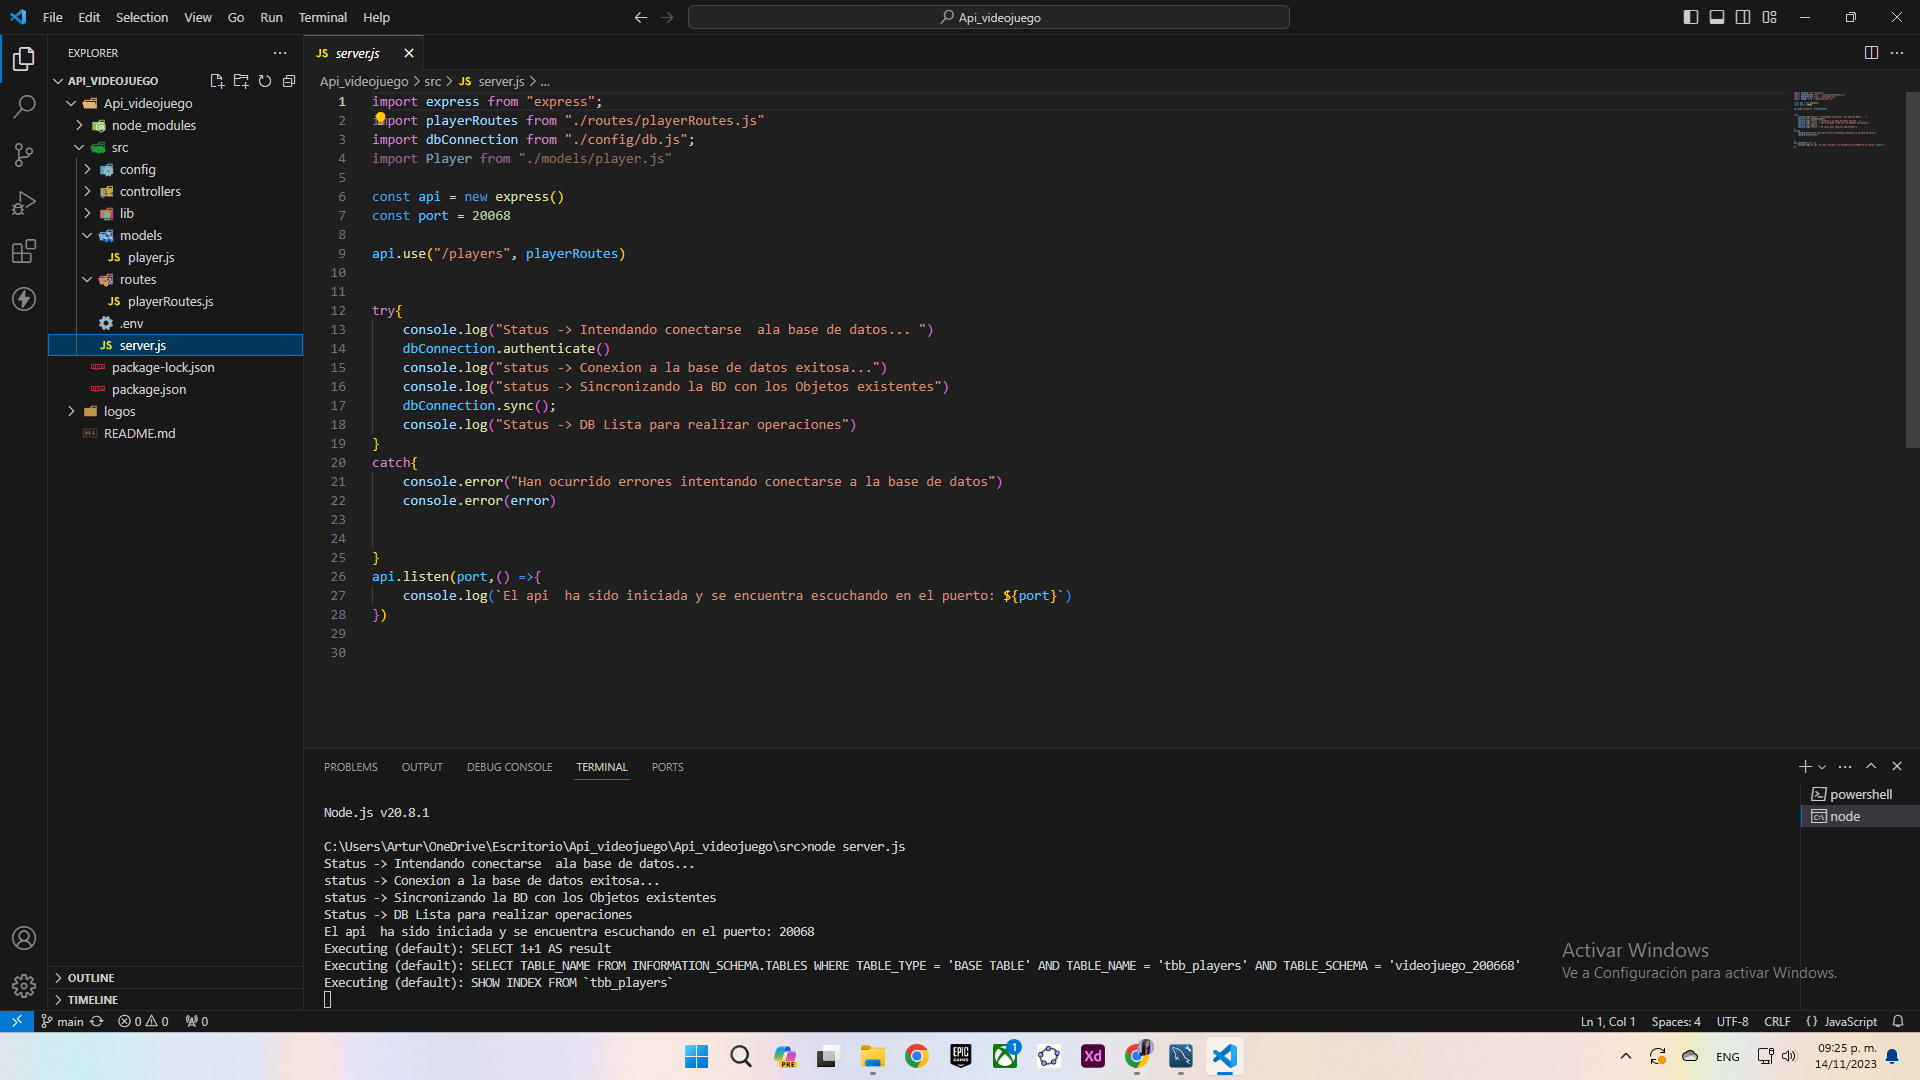 File Edit Selection View Go Run Terminal Help
Api_videojuego
EXPLORER
API_VIDEOJUEGO
Api_videojuego
node_modules
src
config
controllers
lib
models
JS player.js
routes
JS playerRoutes.js
.env
JS server.js
package-lock.json
package.json
logos
README.md
OUTLINE
TIMELINE
JS server.js
Api_videojuego > src > JS server.js > ...
1 import express from "express";
2 import playerRoutes from "./routes/playerRoutes.js"
3 import dbConnection from "./config/db.js";
4 import Player from "./models/player.js"
5
6 const api = new express()
7 const port = 20068
8
9 api.use("/players", playerRoutes)
10
11
12 try{
13 console.log("Status -> Intendando conectarse  ala base de datos... ")
14 dbConnection.authenticate()
15 console.log("status -> Conexion a la base de datos exitosa...")
16 console.log("status -> Sincronizando la BD con los Objetos existentes")
17 dbConnection.sync();
18 console.log("Status -> DB Lista para realizar operaciones")
19 }
20 catch{
21 console.error("Han ocurrido errores intentando conectarse a la base de datos")
22 console.error(error)
23
24
25 }
26 api.listen(port,() =>{
27 console.log(`El api  ha sido iniciada y se encuentra escuchando en el puerto: ${port}`)
28 })
29
30
PROBLEMS OUTPUT DEBUG CONSOLE TERMINAL PORTS
powershell
node
Node.js v20.8.1
C:\Users\Artur\OneDrive\Escritorio\Api_videojuego\Api_videojuego\src>node server.js
Status -> Intendando conectarse  ala base de datos...
status -> Conexion a la base de datos exitosa...
status -> Sincronizando la BD con los Objetos existentes
Status -> DB Lista para realizar operaciones
El api  ha sido iniciada y se encuentra escuchando en el puerto: 20068
Executing (default): SELECT 1+1 AS result
Executing (default): SELECT TABLE_NAME FROM INFORMATION_SCHEMA.TABLES WHERE TABLE_TYPE = 'BASE TABLE' AND TABLE_NAME = 'tbb_players' AND TABLE_SCHEMA = 'videojuego_200668'
Executing (default): SHOW INDEX FROM `tbb_players`
Activar Windows
Ve a Configuración para activar Windows.
main 0 0 0
Ln 1, Col 1 Spaces: 4 UTF-8 CRLF {} JavaScript
PRE
EPIC GAMES
1
Xd
ENG
09:25 p. m.
14/11/2023